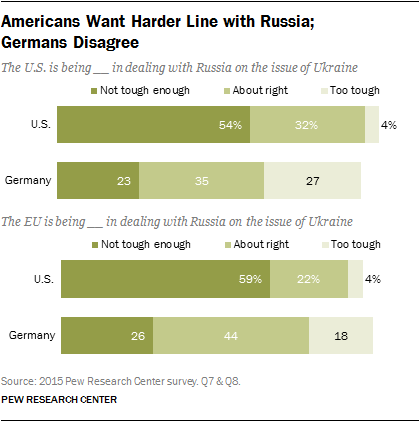 Americans Want Harder Line with Russia;
Germans Disagree
The U.S. is being __ in dealing with Russia on the issue of Ukraine
Not tough enough About right Too tough
U.S. 54% 32% 4%
Germany 23 35 27
The EU is being __ in dealing with Russia on the issue of Ukraine
Not tough enough About right Too tough
U.S. 59% 22% 4%
Germany 26 44 18
Source: 2015 Pew Research Center survey. Q7 & Q8.
PEW RESEARCH CENTER